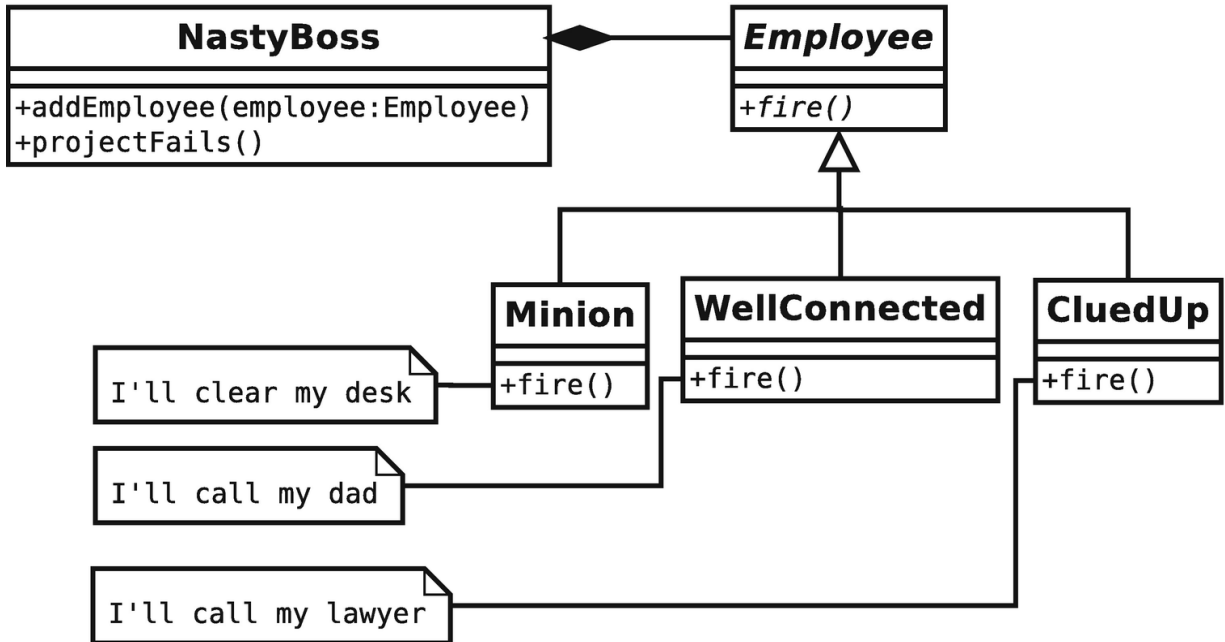 NastyBoss
+addEmployee(employee:Employee)
+projectFails()
Employee
+fire()
Minion
+fire()
WellConnected
+fire()
CluedUp
+fire()
I'll clear my desk
I'll call my dad
I'll call my lawyer